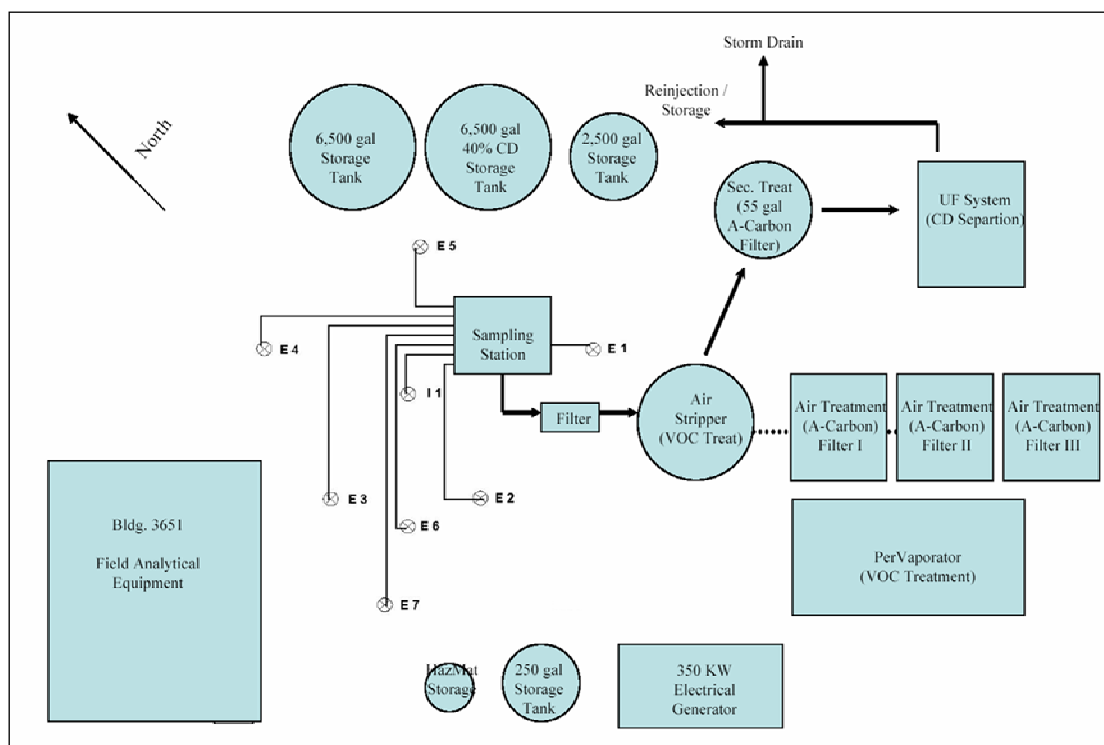 Storm Drain
Reinjection /
Storage
North
6,500 gal
Storage
Tank
6,500 gal
40% CD
Storage
Tank
2,500 gal
Storage
Tank
Sec. Treat
(55 gal
A-Carbon
Filter)
UF System
(CD Separtion)
E 5
E 4
Sampling
Station
E 1
I 1
Filter
Air
Stripper
(VOC Treat)
Air Treatment
(A-Carbon)
Filter I
Air Treatment
(A-Carbon)
Filter II
Air Treatment
(A-Carbon)
Filter III
E 3
E 2
E 6
E 7
Bldg. 3651
Field Analytical
Equipment
PerVaporator
(VOC Treatment)
HazMat
Storage
250 gal
Storage
Tank
350 KW
Electrical
Generator